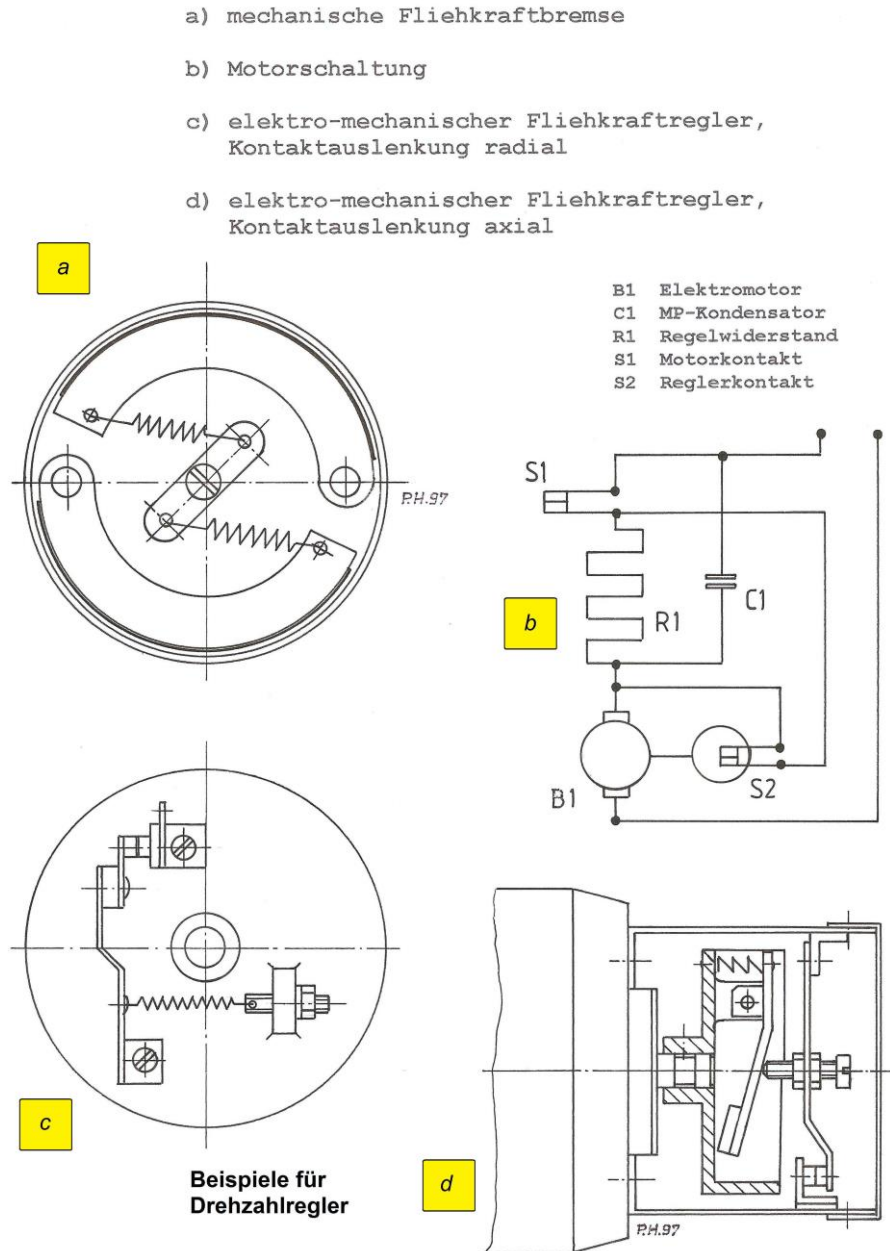 a) mechanische Fliehkraftbremse
b) Motorschaltung
c) elektro-mechanischer Fliehkraftregler,
Kontaktauslenkung radial
d) elektro-mechanischer Fliehkraftregler,
Kontaktauslenkung axial
a
B1 Elektromotor
C1 MP-Kondensator
R1 Regelwiderstand
S1 Motorkontakt
S2 Reglerkontakt
P.H.97
S1
C1
R1
b
B1
S2
c
Beispiele für
Drehzahlregler
d
P.H.97